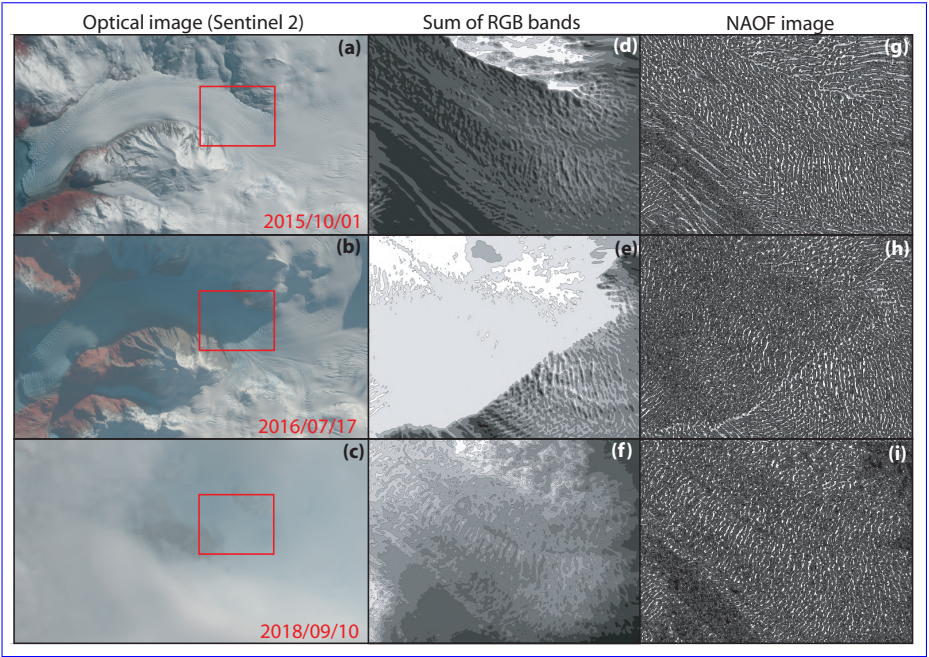 Optical image (Sentinel 2)
Sum of RGB bands
NAOF image
(a)
2015/10/01
(d)
(g)
(b)
2016/07/17
(e)
(h)
(c)
2018/09/10
(f)
(i)